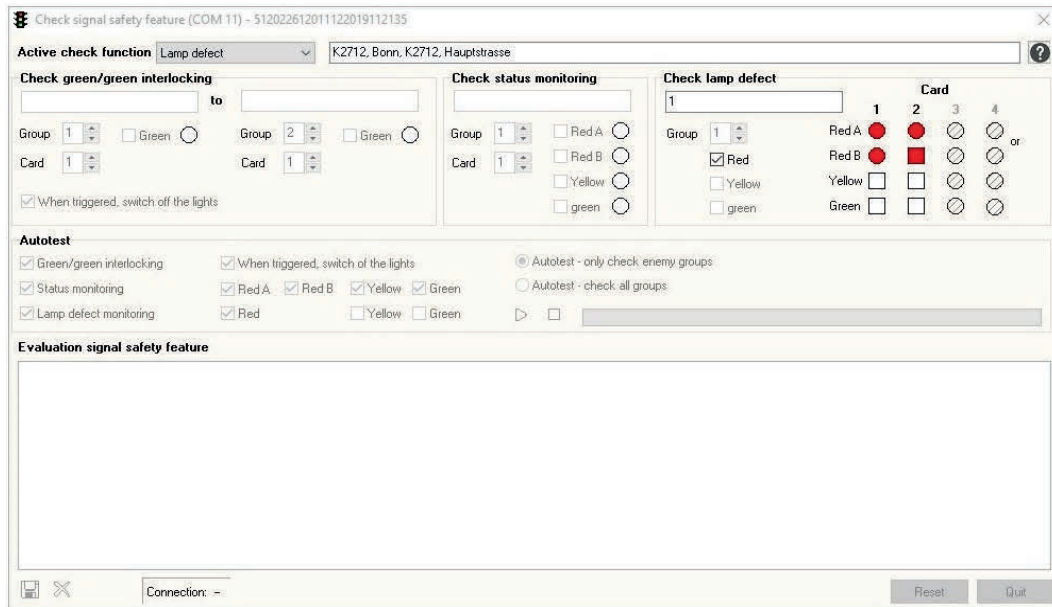 Check signal safety feature (COM 11) - 512022612011122019112135
Active check function Lamp defect K2712, Bonn, K2712, Hauptstrasse ?
Check green/green interlocking
to
Group 1 Green Group 2 Green
Card 1 Card 1
When triggered, switch off the lights
Check status monitoring
Group 1 Red A
Card 1 Red B
Yellow
green
Check lamp defect
1
Card
1 2 3 4
Group 1 Red A
Red Red B or
Yellow Yellow
green Green
Autotest
Green/green interlocking When triggered, switch of the lights Autotest - only check enemy groups
Status monitoring Red A Red B Yellow Green Autotest - check all groups
Lamp defect monitoring Red Yellow Green
Evaluation signal safety feature
Connection: – Reset Quit